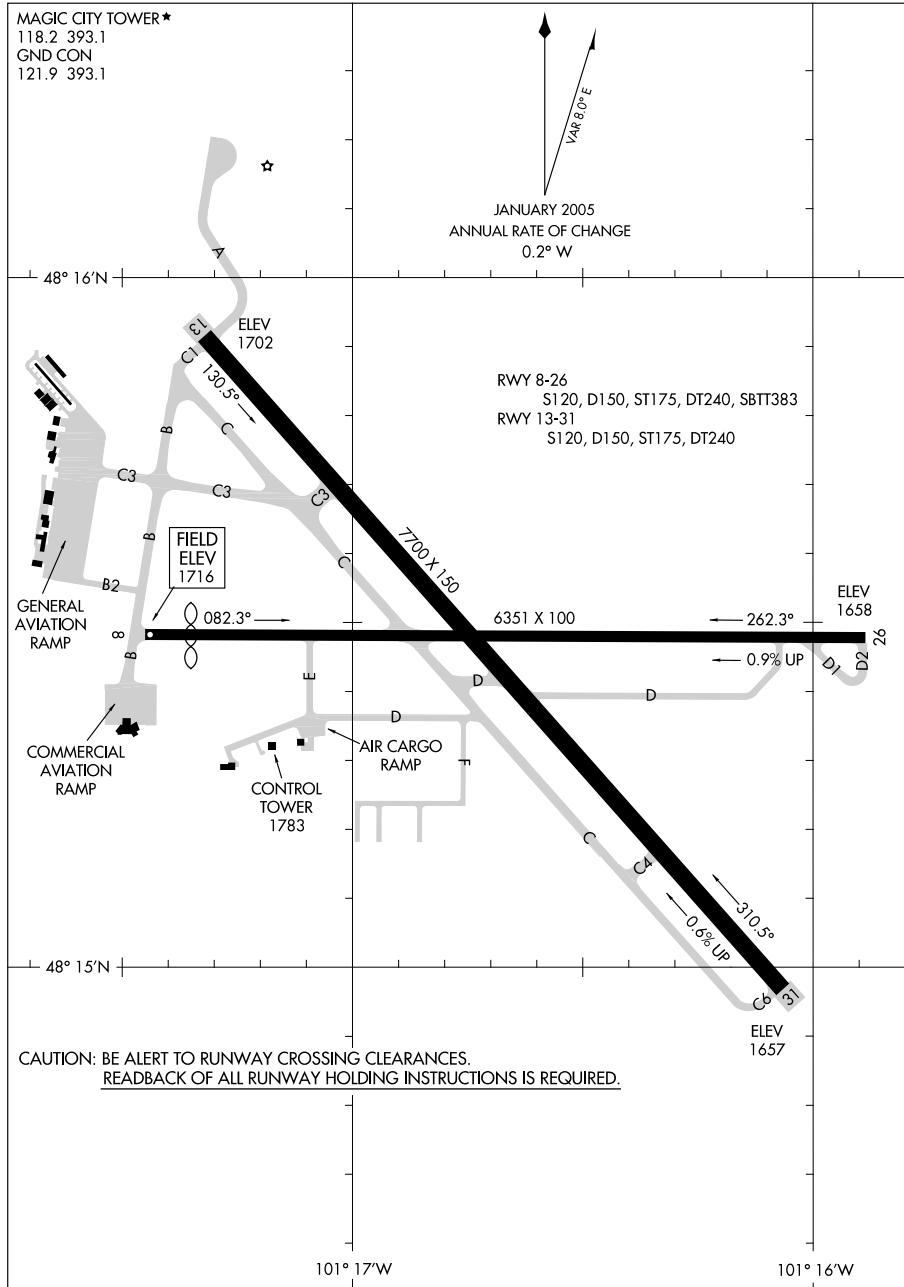 MAGIC CITY TOWER★
118.2 393.1
GND CON
121.9 393.1
VAR 8.0° E
JANUARY 2005
ANNUAL RATE OF CHANGE
0.2° W
A
48° 16'N
13
ELEV
1702
C1
130.5°
RWY 8-26
S120, D150, ST175, DT240, SBTT383
RWY 13-31
S120, D150, ST175, DT240
B
C
C3
C3
C3
7700 X 150
B
C
FIELD
ELEV
1716
B2
GENERAL
AVIATION
RAMP
ELEV
1658
8
082.3°
6351 X 100
262.3°
26
B
0.9% UP
D1
D2
E
D
D
D
COMMERCIAL
AVIATION
RAMP
AIR CARGO
RAMP
F
CONTROL
TOWER
1783
C
C4
310.5°
0.6% UP
48° 15'N
C6
31
ELEV
1657
CAUTION: BE ALERT TO RUNWAY CROSSING CLEARANCES.
READBACK OF ALL RUNWAY HOLDING INSTRUCTIONS IS REQUIRED.
101° 17'W
101° 16'W